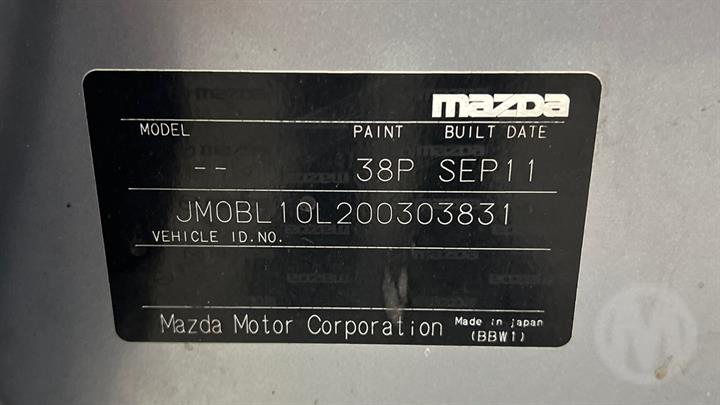 mazda
MODEL PAINT BUILT DATE
-- 38P SEP11
JM0BL10L200303831
VEHICLE ID.NO.
Mazda Motor Corporation Made in japan
(BBW1)
M